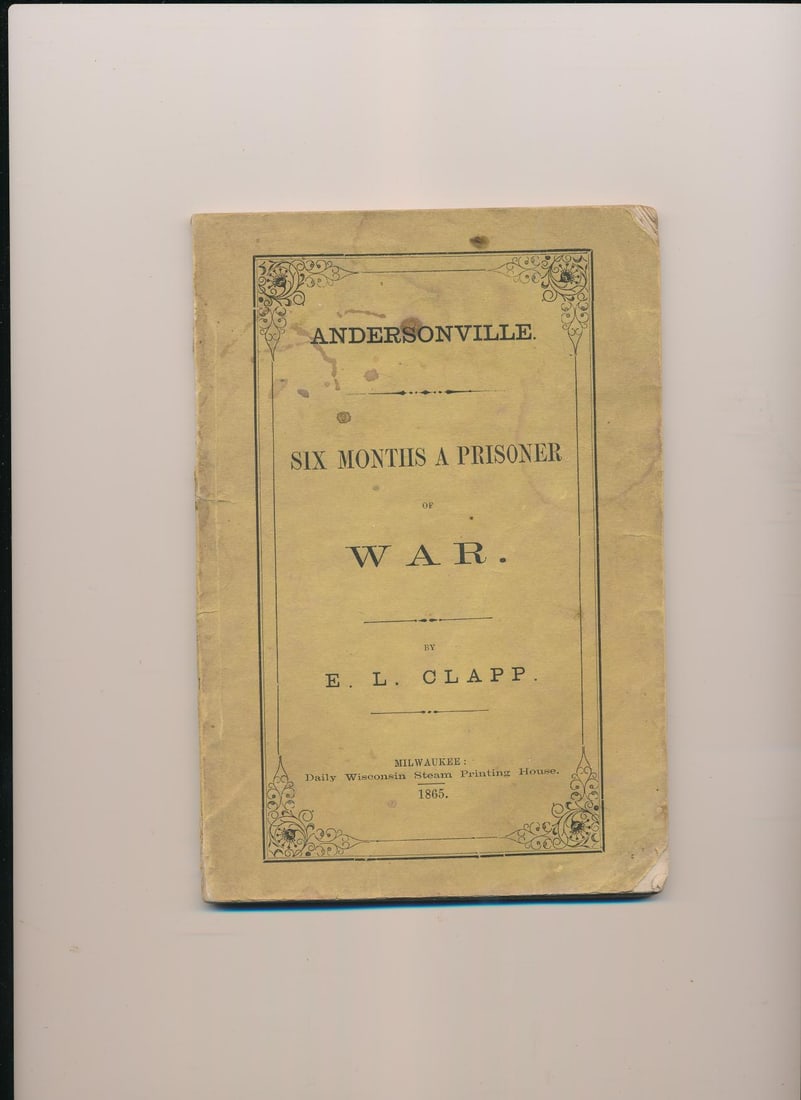 ANDERSONVILLE.
SIX MONTHS A PRISONER
OF
WAR.
BY
E. L. CLAPP.
MILWAUKEE:
Daily Wisconsin Steam Printing House.
1865.